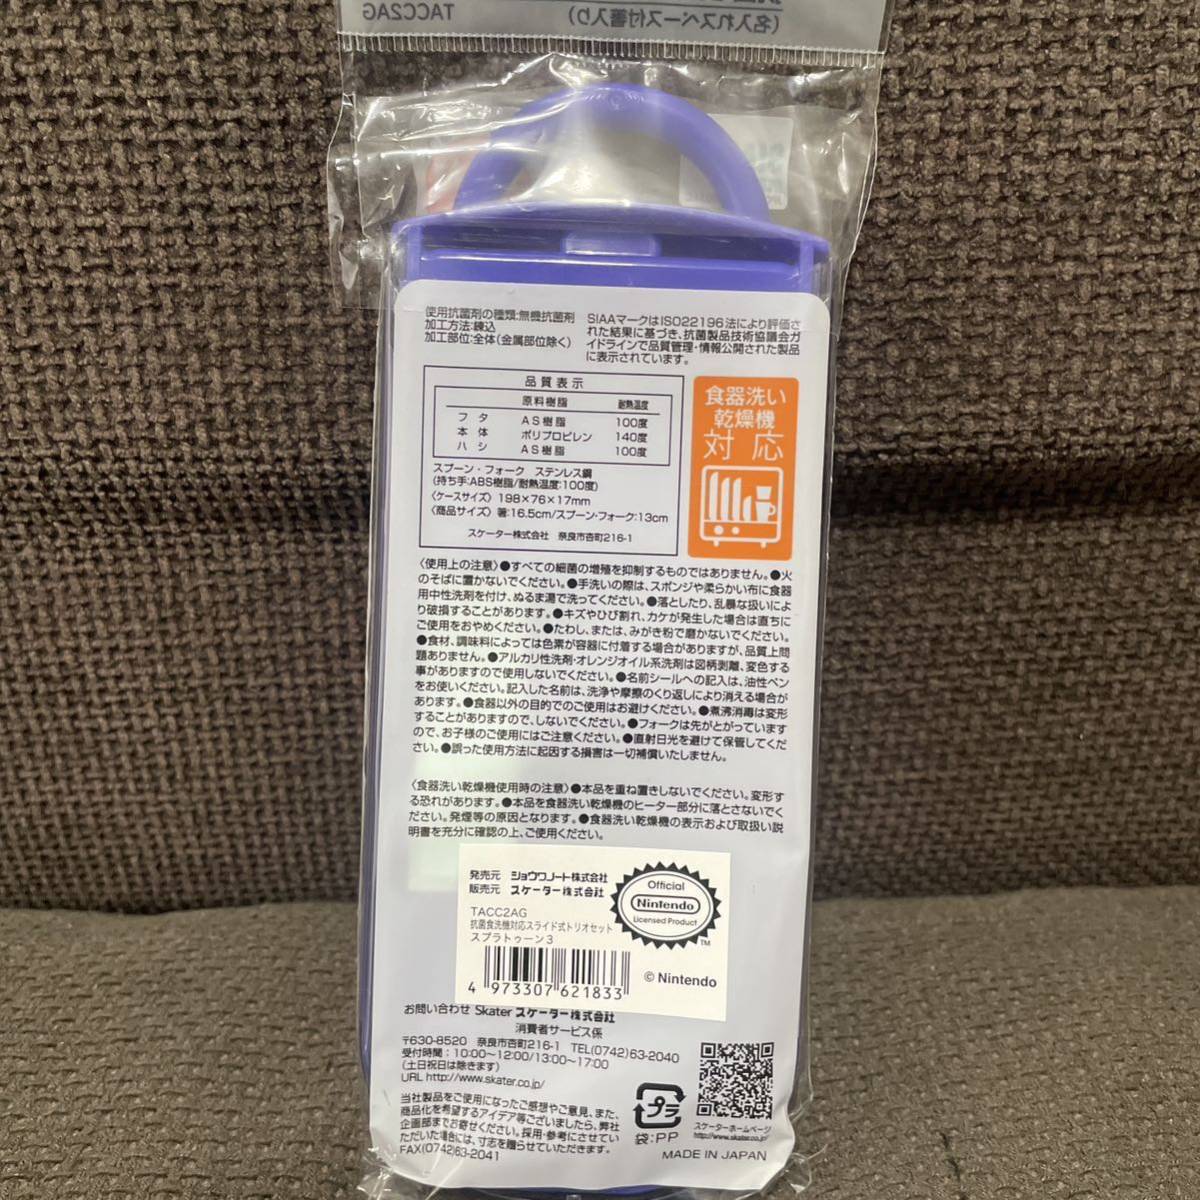 (名入れスペース付蓋入り)
TACC2AG
使用抗菌剤の種類:無機抗菌剤
加工方法:練込
加工部位:全体(金属部位除く)
SIAAマークはISO22196法により評価さ
れた結果に基づき、抗菌製品技術協議会ガ
イドラインで品質管理・情報公開された製品
に表示されています。
品質表示
原料樹脂 耐熱温度
フタ AS樹脂 100度
本体 ポリプロピレン 140度
ハシ AS樹脂 100度
スプーン・フォーク ステンレス鋼
(持ち手:ABS樹脂/耐熱温度:100度)
〈ケースサイズ〉198×76×17mm
〈商品サイズ〉箸:16.5cm/スプーン・フォーク:13cm
スケーター株式会社 奈良市杏町216-1
食器洗い
乾燥機
対応
〈使用上の注意〉●すべての細菌の増殖を抑制するものではありません。●火
のそばに置かないでください。●手洗いの際は、スポンジや柔らかい布に食器
用中性洗剤を付け、ぬるま湯で洗ってください。●落としたり、乱暴な扱いによ
り破損することがあります。●キズやひび割れ、カケが発生した場合は直ちに
ご使用をおやめください。●たわし、または、みがき粉で磨かないでください。
●食材、調味料によっては色素が容器に付着する場合がありますが、品質上問
題ありません。●アルカリ性洗剤・オレンジオイル系洗剤は図柄剥離、変色する
事がありますので使用しないでください。●名前シールへの記入は、油性ペン
をお使いください。記入した名前は、洗浄や摩擦のくり返しにより消える場合が
あります。●食器以外の目的でのご使用はお避けください。●煮沸消毒は変形
することがありますので、しないでください。●フォークは先がとがっています
ので、お子様のご使用にはご注意ください。●直射日光を避けて保管してくだ
さい。●誤った使用方法に起因する損害は一切補償いたしません。
〈食器洗い乾燥機使用時の注意〉●本品を重ね置きしないでください。変形す
る恐れがあります。●本品を食器洗い乾燥機のヒーター部分に落とさないでく
ださい。発煙等の原因となります。●食器洗い乾燥機の表示および取扱い説
明書を充分に確認の上、ご使用ください。
発売元 ショウワノート株式会社
販売元 スケーター株式会社
TACC2AG
抗菌食洗機対応スライド式トリオセット
スプラトゥーン3
4 973307 621833
Official
Nintendo
Licensed Product
TM
© Nintendo
お問い合わせ Skater スケーター株式会社
消費者サービス係
〒630-8520 奈良市杏町216-1 TEL(0742)63-2040
受付時間:10:00～12:00/13:00～17:00
(土日祝日は除きます)
URL http://www.skater.co.jp/
当社製品をご使用になったご感想やご意見、また、
商品化を希望するアイデア等ございましたら、弊社
企画部までお寄せください。採用・参考にさせてい
ただいた場合には、寸志を贈らせていただきます。
FAX(0742)63-2041
プラ
袋:PP
スケーターホームページ
http://www.skater.co.jp/
MADE IN JAPAN